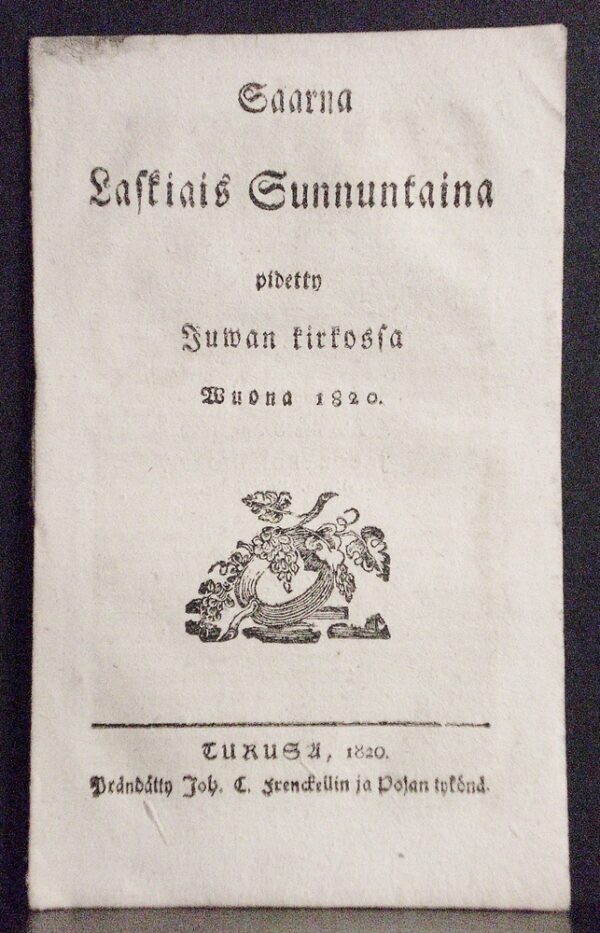 Saarna
Laskiais Sunnuntaina
pidetty
Juwan kirkossa
Wuona 1820.
TURUSA, 1820.
Prändätty Joh. C. Frenckellin ja Pojan tykönä.